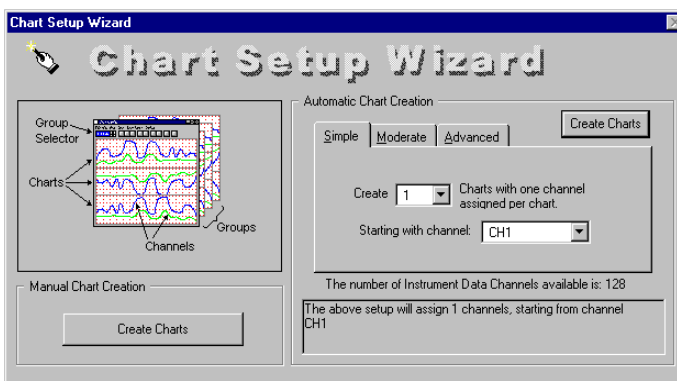 Chart Setup Wizard
Chart Setup Wizard
Group
Selector
Charts
Channels
Groups
Manual Chart Creation
Create Charts
Automatic Chart Creation
Create Charts
Simple
Moderate
Advanced
Create 1 Charts with one channel
assigned per chart.
Starting with channel: CH1
The number of Instrument Data Channels available is: 128
The above setup will assign 1 channels, starting from channel
CH1